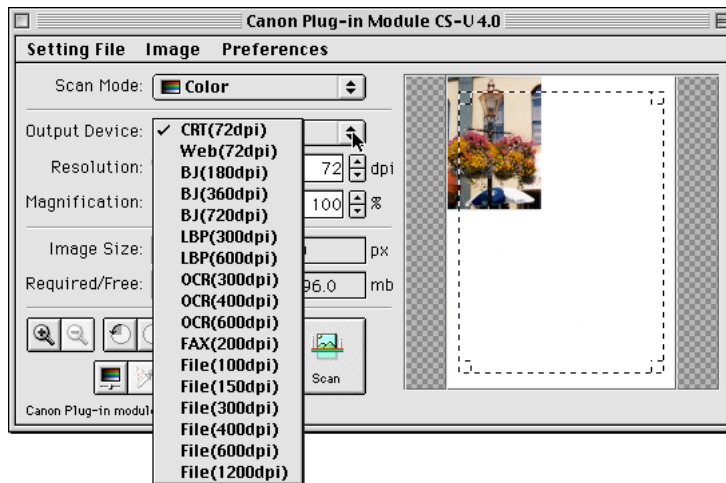 Canon Plug-in Module CS-U 4.0
Setting File Image Preferences
Scan Mode: Color
Output Device:
✓ CRT(72dpi)
Web(72dpi)
BJ(180dpi)
BJ(360dpi)
BJ(720dpi)
LBP(300dpi)
LBP(600dpi)
OCR(300dpi)
OCR(400dpi)
OCR(600dpi)
FAX(200dpi)
File(100dpi)
File(150dpi)
File(300dpi)
File(400dpi)
File(600dpi)
File(1200dpi)
Resolution: 72 dpi
Magnification: 100 %
Image Size: px
Required/Free: 96.0 mb
Scan
Canon Plug-in